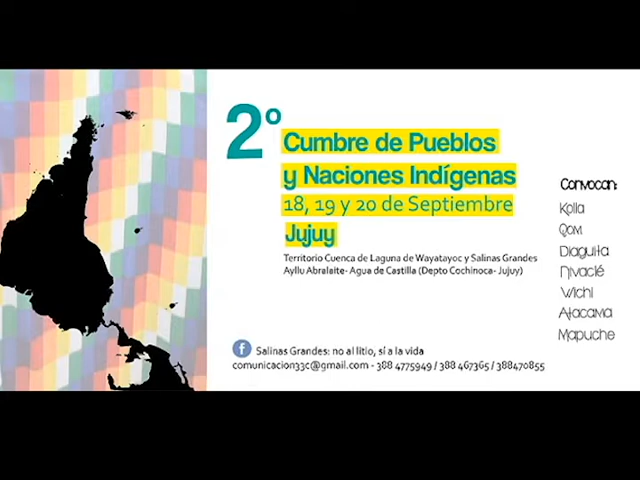 2º
Cumbre de Pueblos
y Naciones Indígenas
18, 19 y 20 de Septiembre
Jujuy
Territorio Cuenca de Laguna de Wayatayoc y Salinas Grandes
Ayllu Abralaite- Agua de Castilla (Depto Cochinoca- Jujuy)
Convocan:
Kolla
Qom
Diaguita
Nivaclé
Wichi
Atacama
Mapuche
f Salinas Grandes: no al litio, sí a la vida
comunicacion33c@gmail.com - 388 4775949 / 388 467365 / 388470855